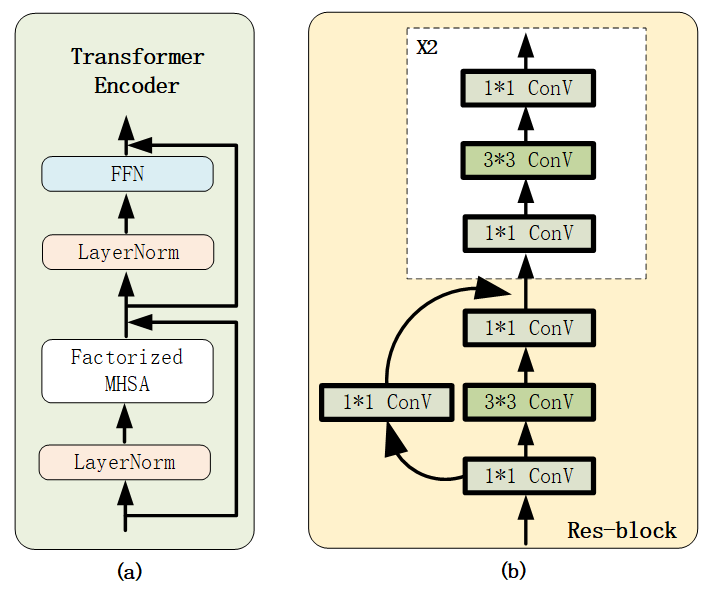 Transformer
Encoder
FFN
LayerNorm
Factorized
MHSA
LayerNorm
(a)
X2
1*1 ConV
3*3 ConV
1*1 ConV
1*1 ConV
1*1 ConV
3*3 ConV
1*1 ConV
Res-block
(b)